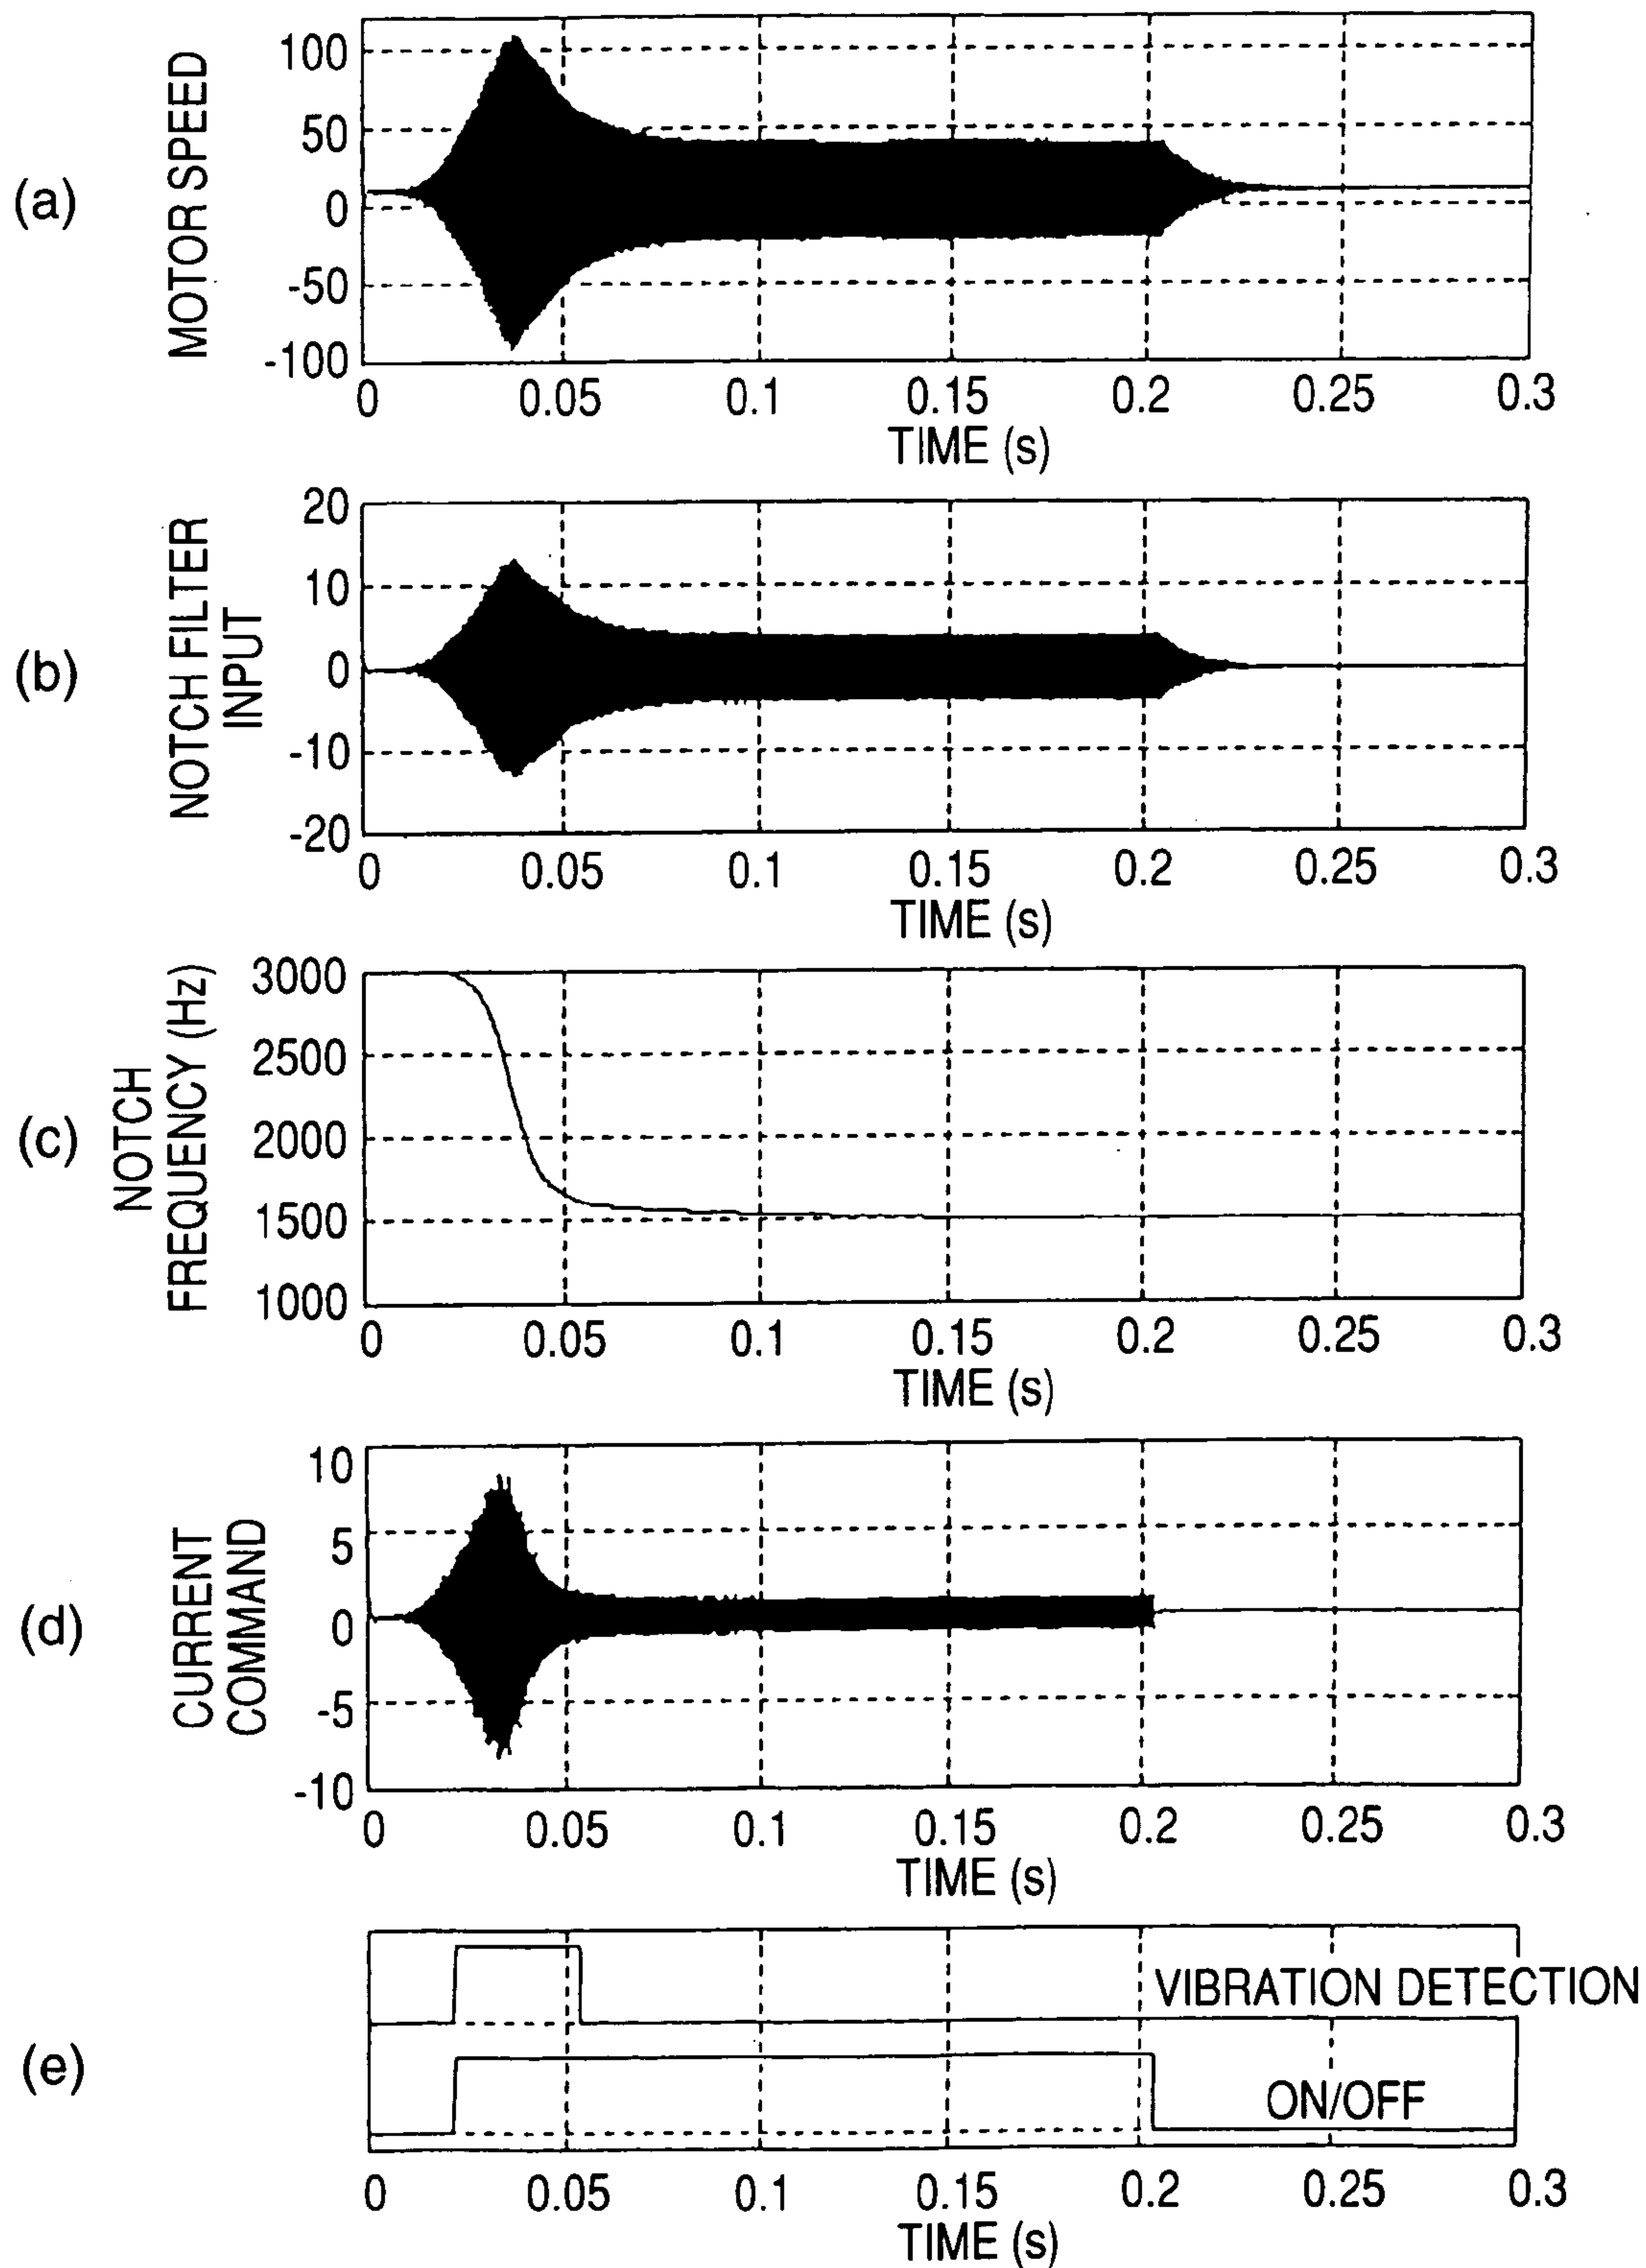 (a)
MOTOR SPEED
100
50
0
-50
-100
0 0.05 0.1 0.15 0.2 0.25 0.3
TIME (s)
(b)
NOTCH FILTER
INPUT
20
10
0
-10
-20
0 0.05 0.1 0.15 0.2 0.25 0.3
TIME (s)
(c)
NOTCH
FREQUENCY (Hz)
3000
2500
2000
1500
1000
0 0.05 0.1 0.15 0.2 0.25 0.3
TIME (s)
(d)
CURRENT
COMMAND
10
5
0
-5
-10
0 0.05 0.1 0.15 0.2 0.25 0.3
TIME (s)
(e)
VIBRATION DETECTION
ON/OFF
0 0.05 0.1 0.15 0.2 0.25 0.3
TIME (s)